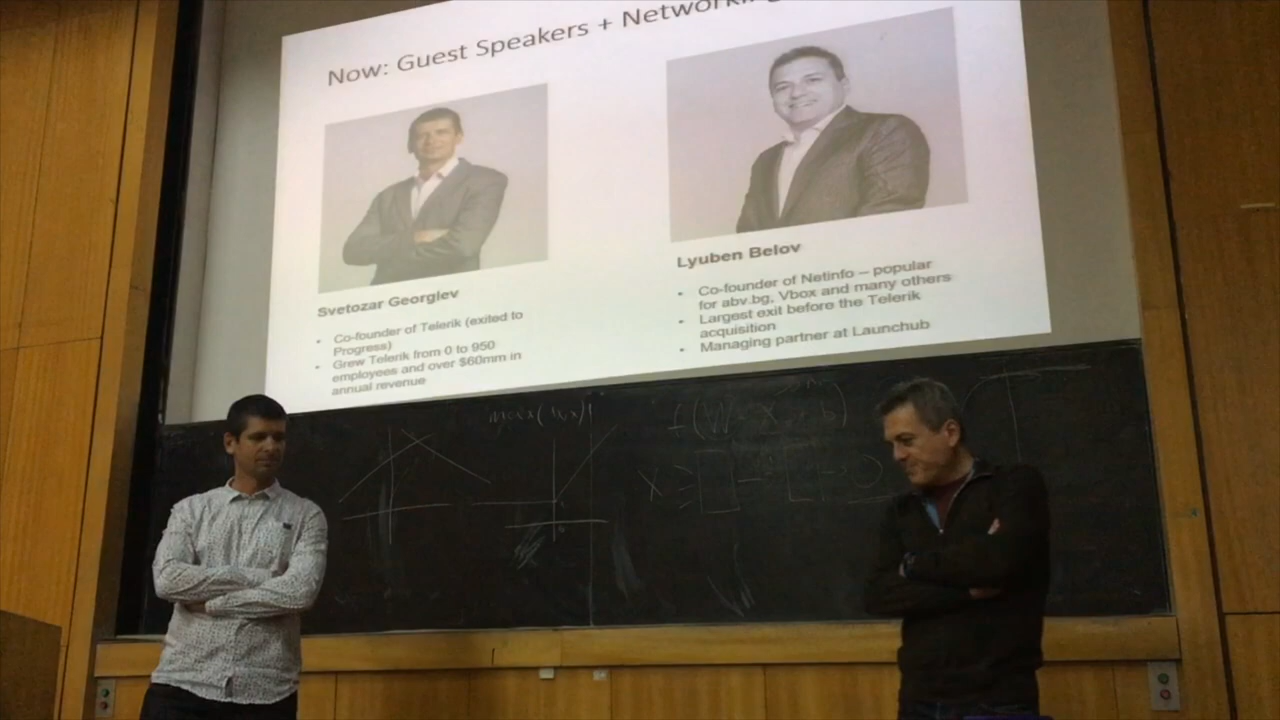 Now: Guest Speakers + Networking
Svetozar Georgiev
• Co-founder of Telerik (exited to
Progress)
• Grew Telerik from 0 to 950
employees and over $60mm in
annual revenue
Lyuben Belov
• Co-founder of Netinfo – popular
for abv.bg, Vbox and many others
• Largest exit before the Telerik
acquisition
• Managing partner at Launchub